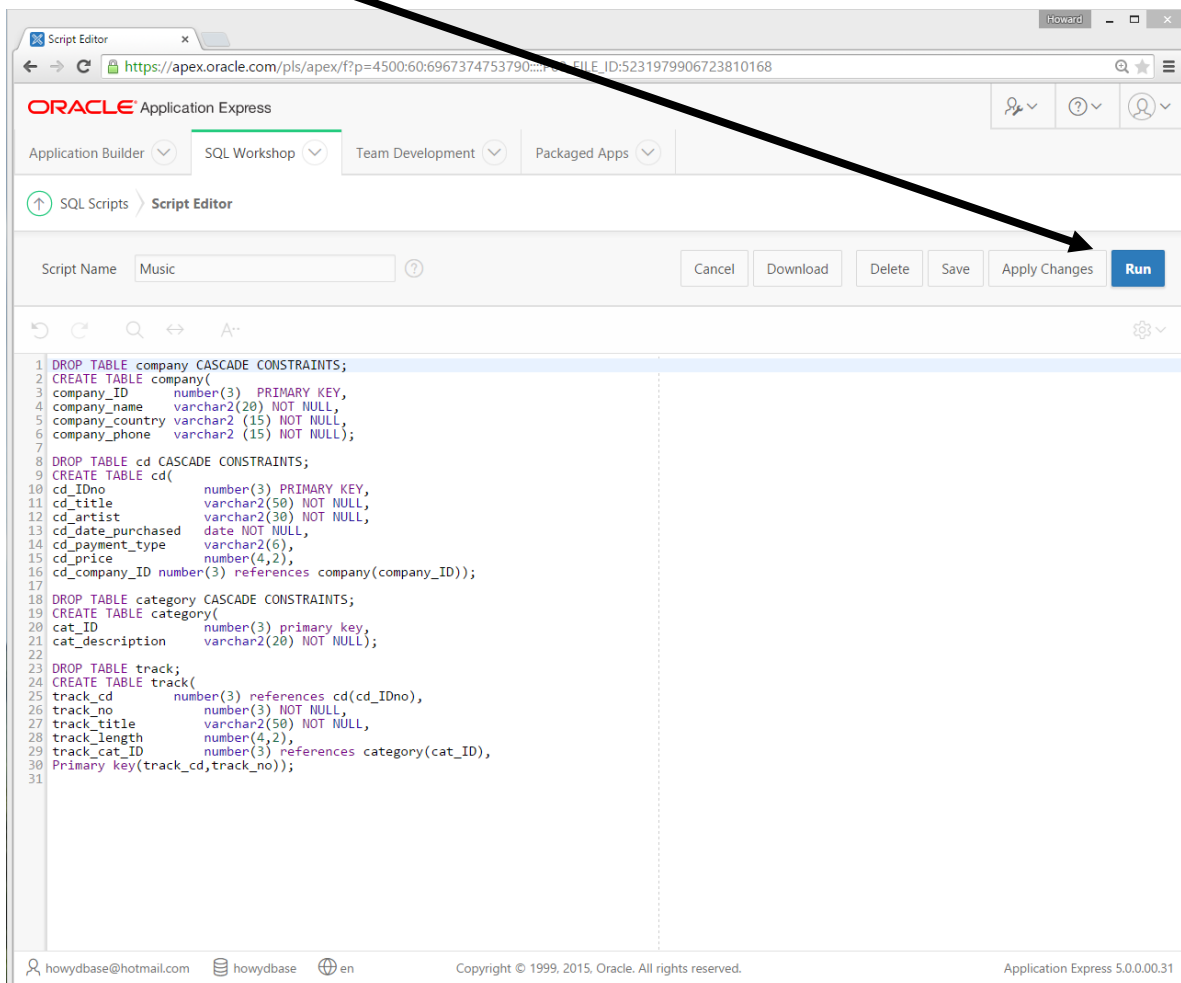 Howard
Script Editor
https://apex.oracle.com/pls/apex/f?p=4500:60:6967374753790::::P62_FILE_ID:5231979906723810168
ORACLE Application Express
Application Builder SQL Workshop Team Development Packaged Apps
SQL Scripts Script Editor
Script Name Music Cancel Download Delete Save Apply Changes Run
1 DROP TABLE company CASCADE CONSTRAINTS;
2 CREATE TABLE company(
3 company_ID number(3) PRIMARY KEY,
4 company_name varchar2(20) NOT NULL,
5 company_country varchar2 (15) NOT NULL,
6 company_phone varchar2 (15) NOT NULL);
7
8 DROP TABLE cd CASCADE CONSTRAINTS;
9 CREATE TABLE cd(
10 cd_IDno number(3) PRIMARY KEY,
11 cd_title varchar2(50) NOT NULL,
12 cd_artist varchar2(30) NOT NULL,
13 cd_date_purchased date NOT NULL,
14 cd_payment_type varchar2(6),
15 cd_price number(4,2),
16 cd_company_ID number(3) references company(company_ID));
17
18 DROP TABLE category CASCADE CONSTRAINTS;
19 CREATE TABLE category(
20 cat_ID number(3) primary key,
21 cat_description varchar2(20) NOT NULL);
22
23 DROP TABLE track;
24 CREATE TABLE track(
25 track_cd number(3) references cd(cd_IDno),
26 track_no number(3) NOT NULL,
27 track_title varchar2(50) NOT NULL,
28 track_length number(4,2),
29 track_cat_ID number(3) references category(cat_ID),
30 Primary key(track_cd,track_no));
31
howydbase@hotmail.com howydbase en Copyright © 1999, 2015, Oracle. All rights reserved. Application Express 5.0.0.00.31